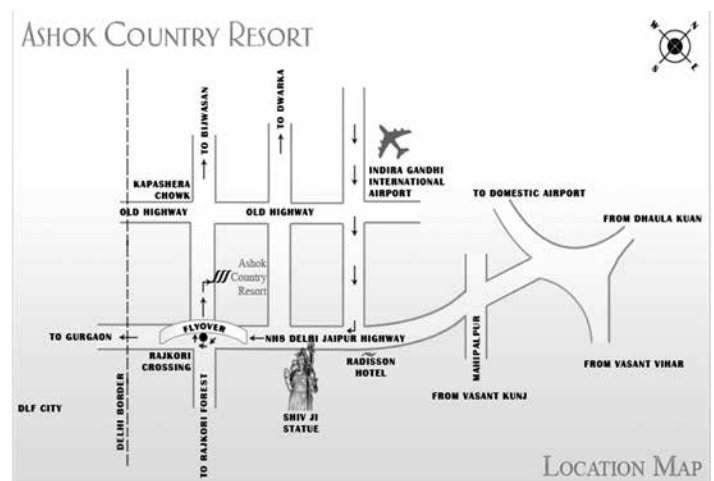 ASHOK COUNTRY RESORT
W
N
S
E
TO BIJWASAN
TO DWARKA
INDIRA GANDHI
INTERNATIONAL
AIRPORT
KAPASHERA
CHOWK
TO DOMESTIC AIRPORT
OLD HIGHWAY
OLD HIGHWAY
FROM DHAULA KUAN
Ashok
Country
Resort
FLYOVER
TO GURGAON
NH8 DELHI JAIPUR HIGHWAY
RAJKORI
CROSSING
RADISSON
HOTEL
MAHIPALPUR
FROM VASANT VIHAR
FROM VASANT KUNJ
DLF CITY
DELHI BORDER
TO RAJKORI FOREST
SHIV JI
STATUE
LOCATION MAP